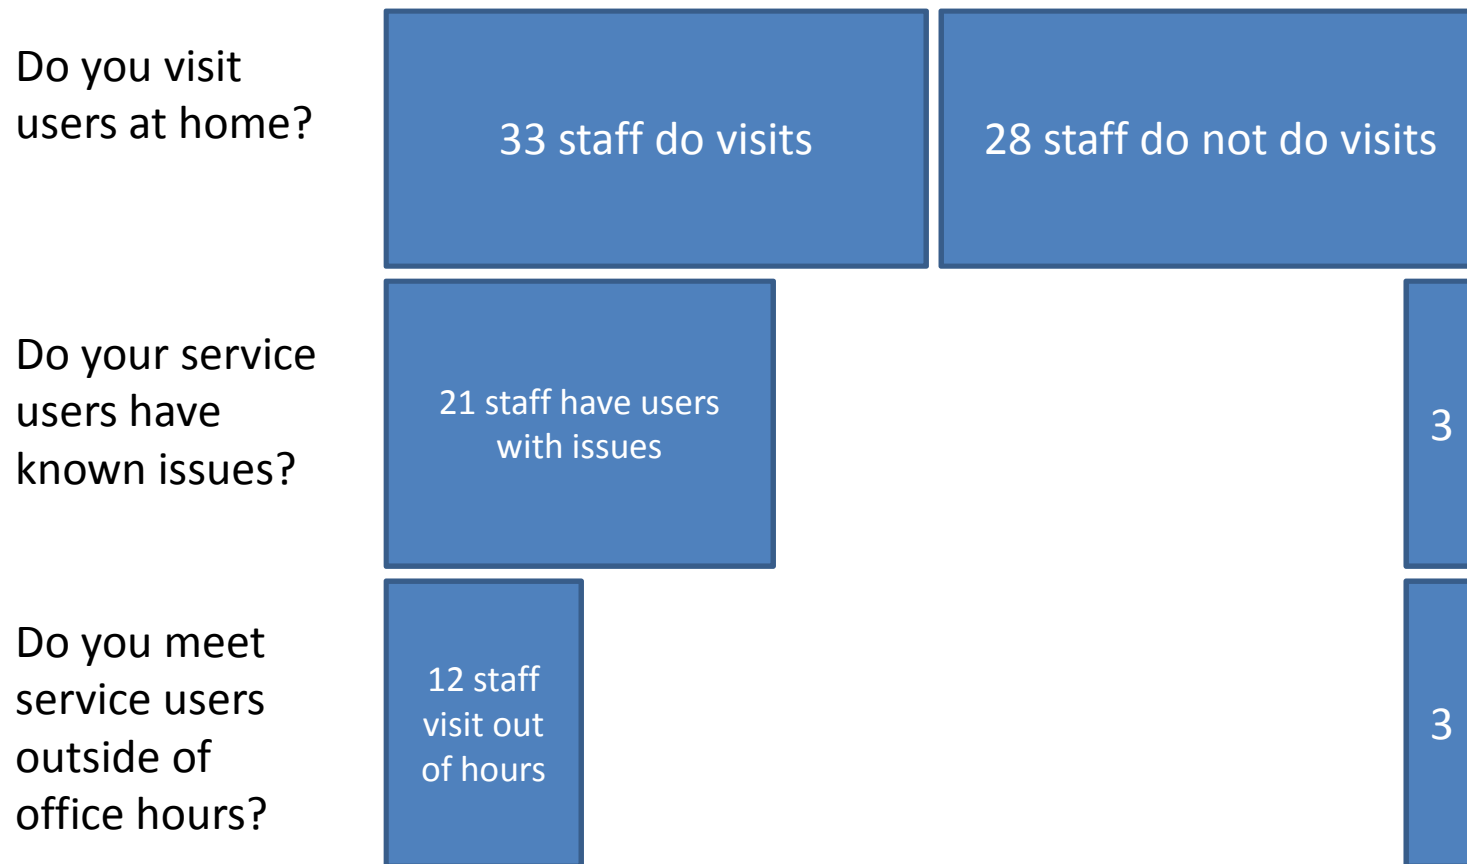 Do you visit
users at home?
33 staff do visits
28 staff do not do visits
Do your service
users have
known issues?
21 staff have users
with issues
3
Do you meet
service users
outside of
office hours?
12 staff
visit out
of hours
3